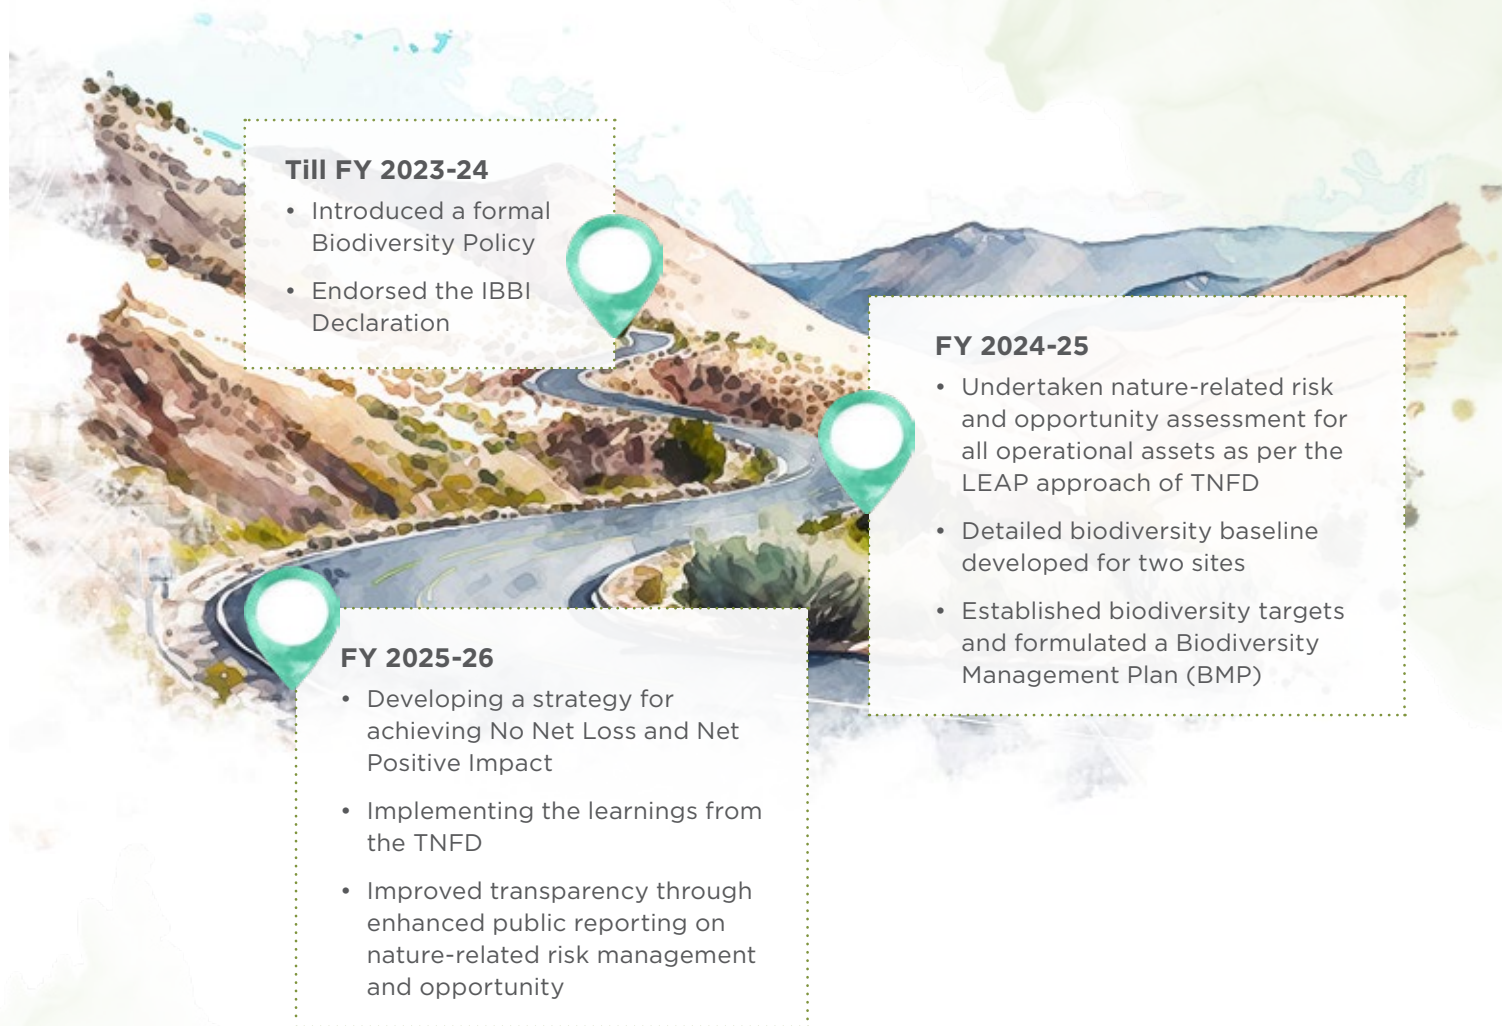 Till FY 2023-24
• Introduced a formal
Biodiversity Policy
• Endorsed the IBBI
Declaration
FY 2024-25
• Undertaken nature-related risk
and opportunity assessment for
all operational assets as per the
LEAP approach of TNFD
• Detailed biodiversity baseline
developed for two sites
• Established biodiversity targets
and formulated a Biodiversity
Management Plan (BMP)
FY 2025-26
• Developing a strategy for
achieving No Net Loss and Net
Positive Impact
• Implementing the learnings from
the TNFD
• Improved transparency through
enhanced public reporting on
nature-related risk management
and opportunity